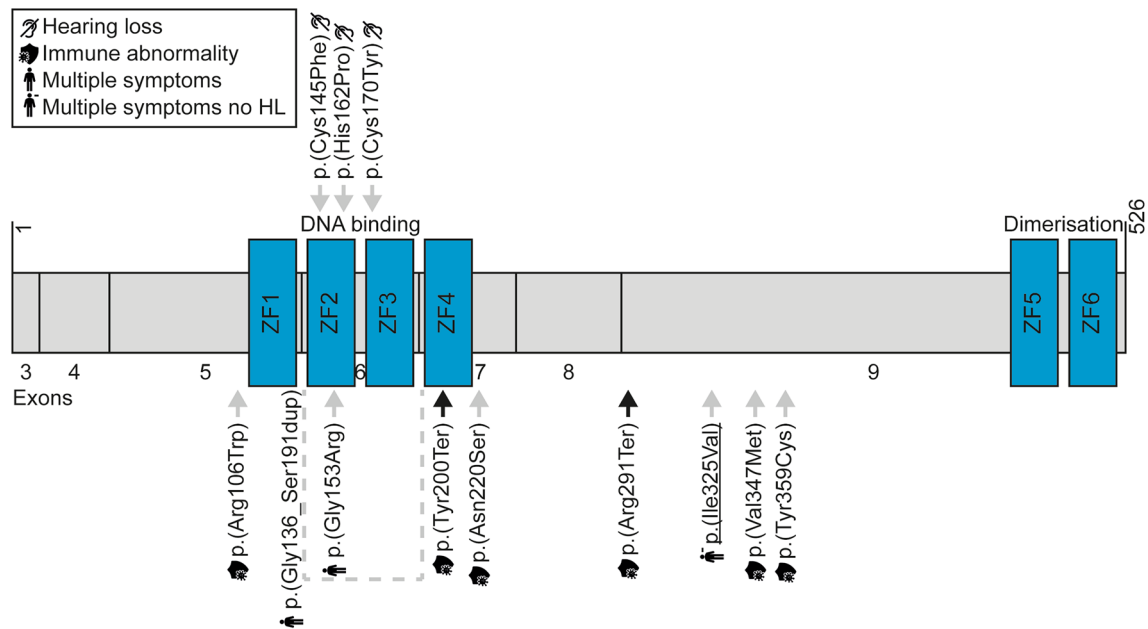 Hearing loss
Immune abnormality
Multiple symptoms
Multiple symptoms no HL
p.(Cys145Phe)
p.(His162Pro)
p.(Cys170Tyr)
1
DNA binding
Dimerisation
526
ZF1
ZF2
ZF3
ZF4
ZF5
ZF6
3
4
5
6
7
8
9
Exons
p.(Arg106Trp)
p.(Gly136_Ser191dup)
p.(Gly153Arg)
p.(Tyr200Ter)
p.(Asn220Ser)
p.(Arg291Ter)
p.(Ile325Val)
p.(Val347Met)
p.(Tyr359Cys)